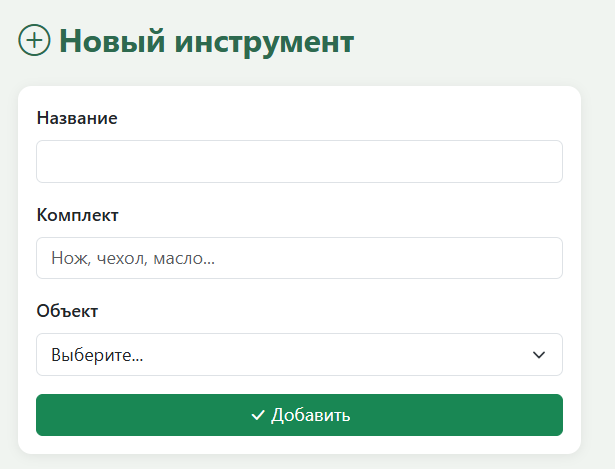 Новый инструмент
Название
Комплект
Нож, чехол, масло...
Объект
Выберите...
Добавить